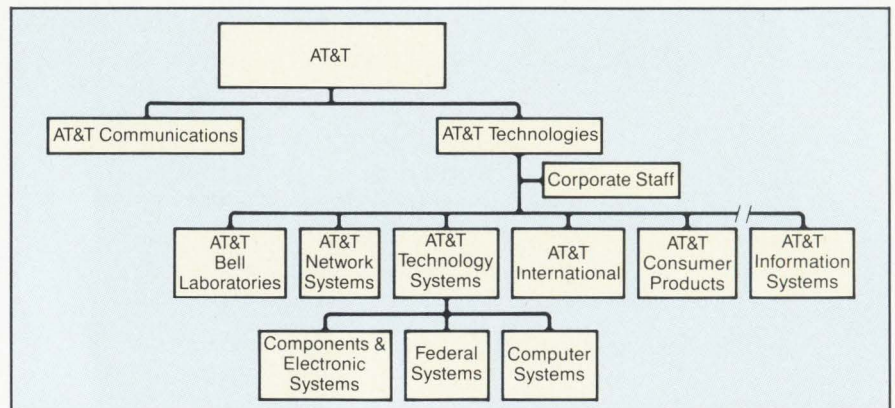 AT&T
AT&T Communications
AT&T Technologies
Corporate Staff
AT&T
Bell
Laboratories
AT&T
Network
Systems
AT&T
Technology
Systems
AT&T
International
AT&T
Consumer
Products
AT&T
Information
Systems
Components &
Electronic
Systems
Federal
Systems
Computer
Systems